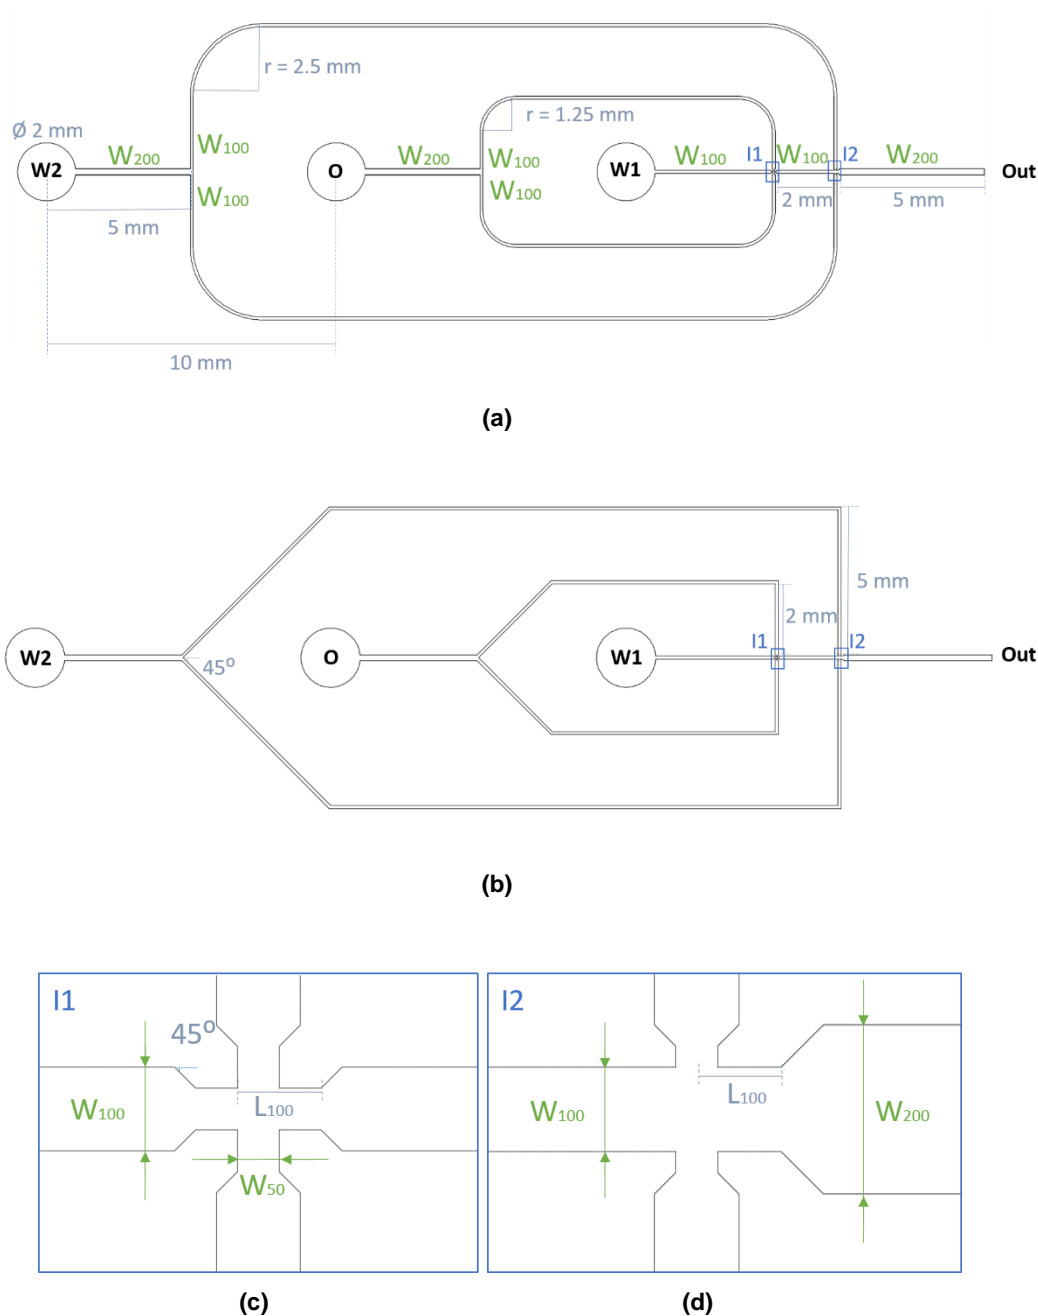 r = 2.5 mm
r = 1.25 mm
Ø 2 mm
W200 W100 W200 W100 W100 I1 W100 I2 W200
W2 O W1 Out
W100 W100
5 mm 2 mm 5 mm
10 mm
(a)
5 mm
2 mm
I1 I2
W2 45º O W1 Out
(b)
I1 I2
45º
L100 L100
W100 W100 W200
W50
(c) (d)